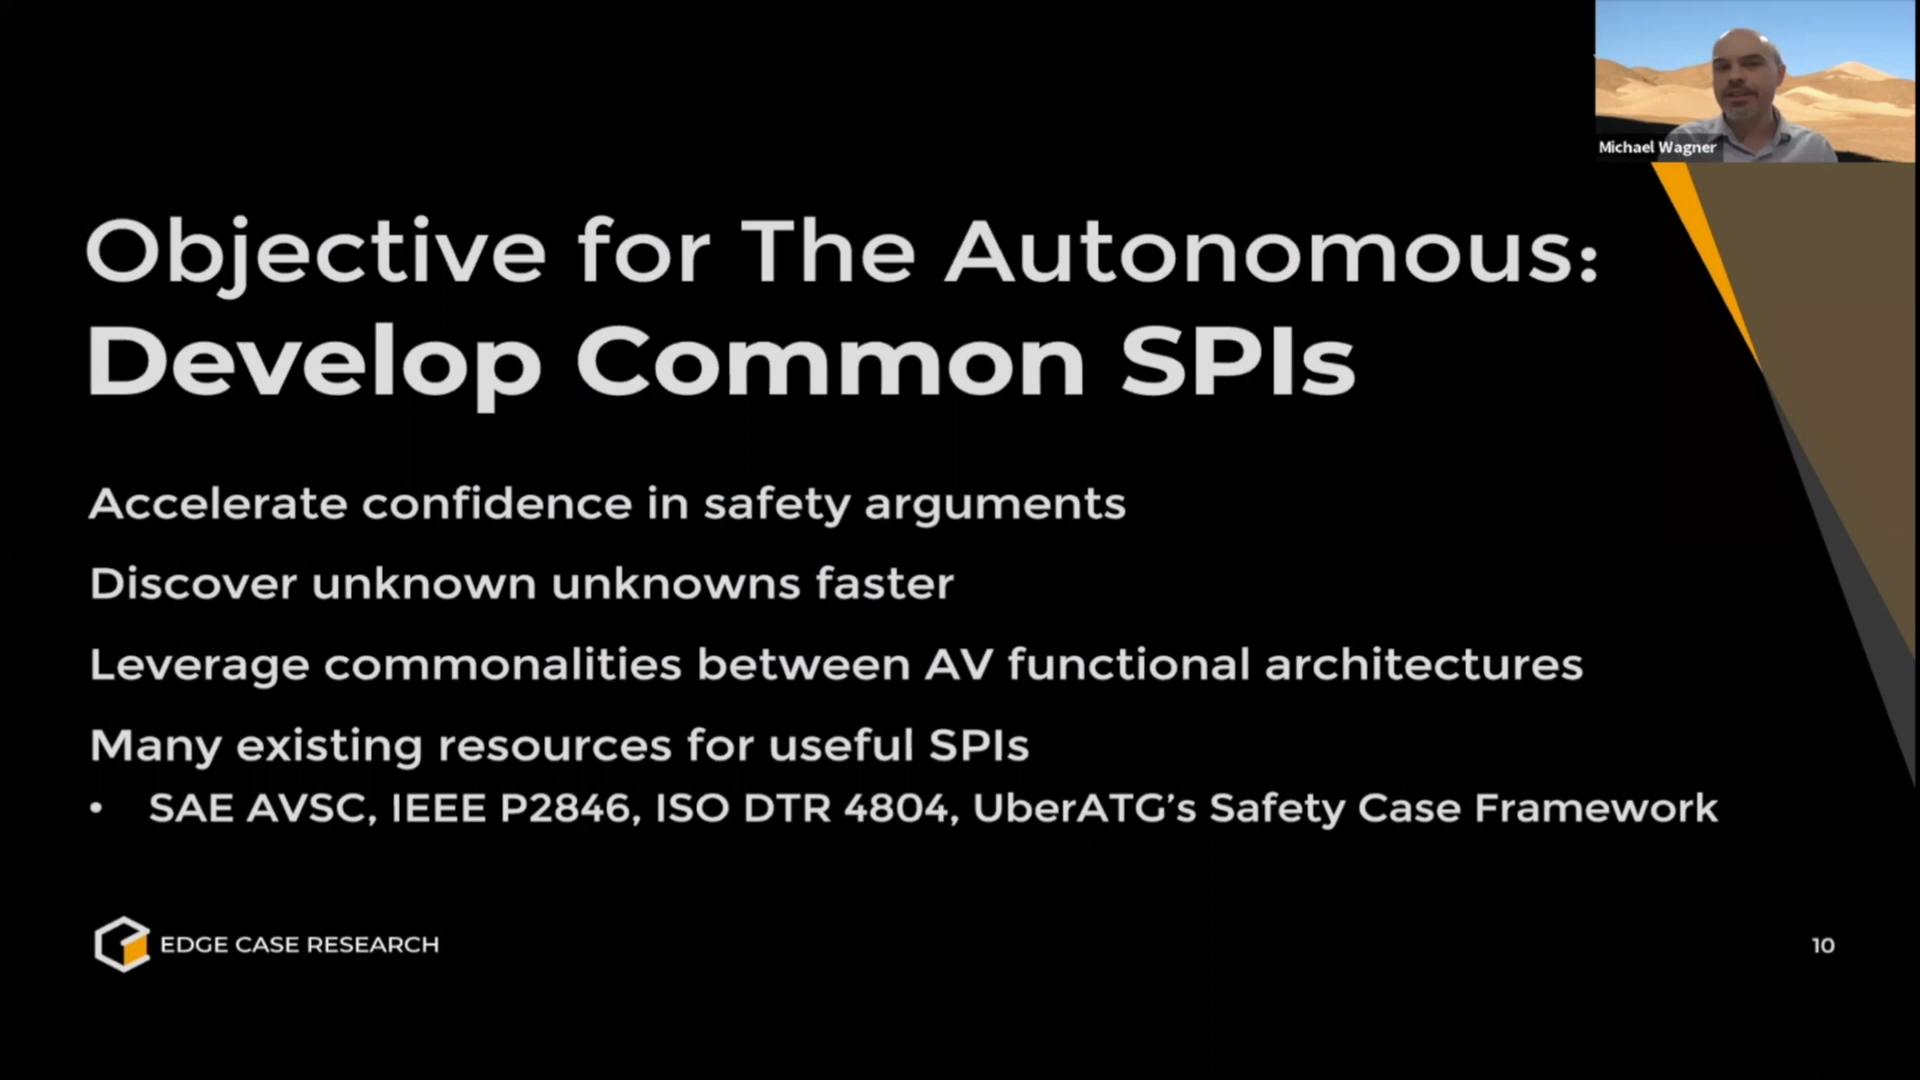 Michael Wagner
Objective for The Autonomous:
Develop Common SPIs
Accelerate confidence in safety arguments
Discover unknown unknowns faster
Leverage commonalities between AV functional architectures
Many existing resources for useful SPIs
• SAE AVSC, IEEE P2846, ISO DTR 4804, UberATG’s Safety Case Framework
EDGE CASE RESEARCH
10